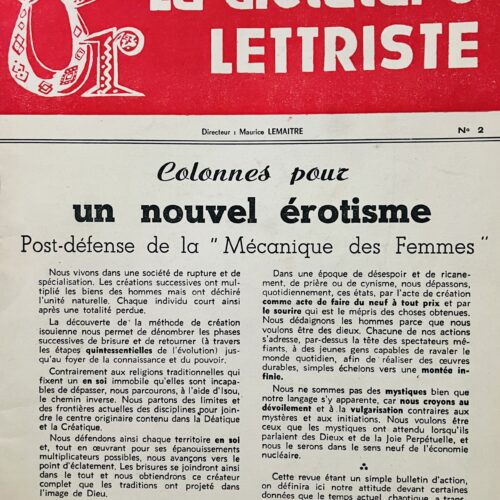 Ur
La dictature
LETTRISTE
Directeur : Maurice LEMAITRE
Nº 2
Colonnes pour
un nouvel érotisme
Post-défense de la " Mécanique des Femmes "
Nous vivons dans une société de rupture et de
spécialisation. Les créations successives ont mul-
tiplié les biens des hommes mais ont déchiré
l'unité naturelle. Chaque individu court ainsi
après une totalité perdue.
La découverte de la méthode de création
isouienne nous permet de dénombrer les phases
successives de brisure et de retourner (à travers
les étapes quintessentielles de l'évolution) jus-
qu'au foyer de la connaissance et du pouvoir.
Contrairement aux religions traditionnelles qui
fixent un en soi immobile qu'elles sont incapa-
bles de dépasser, nous parcourons, à l'aide d'Isou,
le chemin inverse. Nous partons des limites et
des frontières actuelles des disciplines pour join-
dre le centre originaire contenu dans la Déatique
et la Créatique.
Nous défendons ainsi chaque territoire en soi
et, tout en œuvrant pour ses épanouissements
multiplicateurs possibles, nous avançons vers le
point d'éclatement. Les brisures se joindront ainsi
dans le tout et nous obtiendrons ce créateur
complet que les traditions ont projeté dans
l'image de Dieu.
Dans une époque de désespoir et de ricane-
ment, de prière ou de cynisme, nous dépassons,
quotidiennement, ces états, par l'acte de création
comme acte de faire du neuf à tout prix et par
le sourire qui est le mépris des choses obtenues.
Nous dédaignons les hommes parce que nous
voulons être des dieux. Chacune de nos actions
s'adresse, par-dessus la tête des spectateurs mé-
fiants, à des jeunes gens capables de ravaler le
monde quotidien, afin de réaliser des œuvres
durables, simples échelons vers une montée in-
finie.
Nous ne sommes pas des mystiques bien que
notre langage s'y apparente, car nous croyons au
dévoilement et à la vulgarisation contraires aux
mystères et aux initiations. Nous voulons être
ceux que les mystiques ont attendu lorsqu'ils
parlaient des Dieux et de la Joie Perpétuelle, et
nous le serons dans le sens neuf de l'économie
nucléaire.
⁂
Cette revue étant un simple bulletin d'action,
on définira ici notre attitude devant certaines
données que le temps actuel, chaotique, a trans-